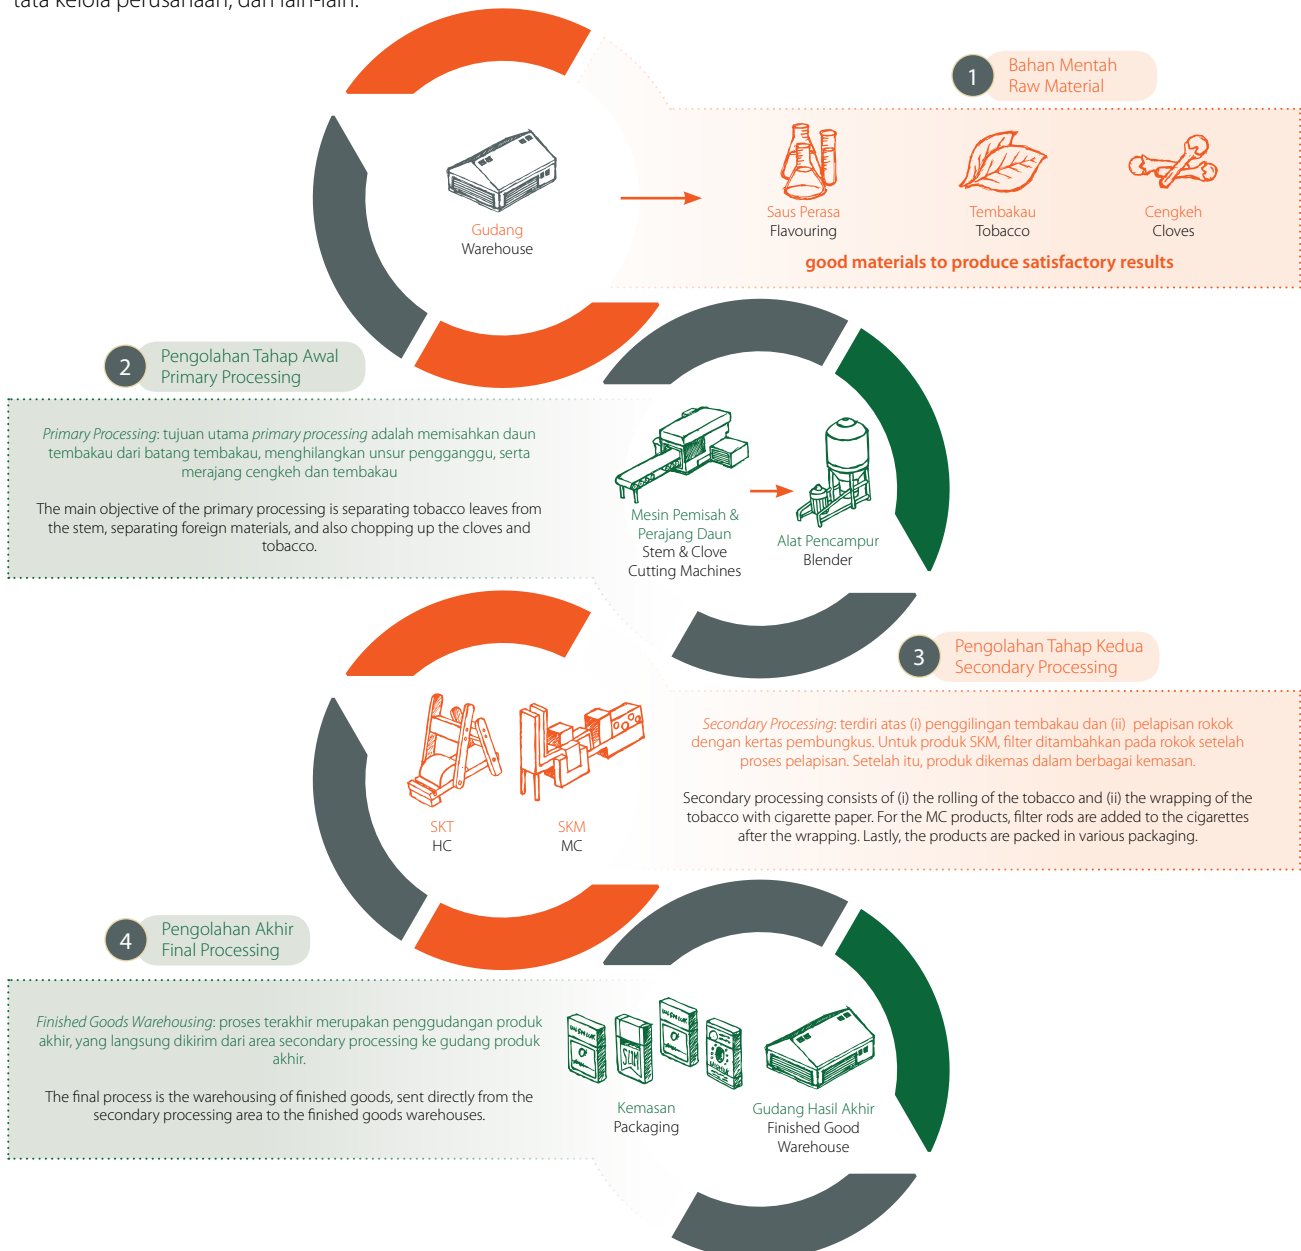 tata kelola perusahaan, dan lain-lain.
1
Bahan Mentah
Raw Material
Gudang
Warehouse
Saus Perasa
Flavouring
Tembakau
Tobacco
Cengkeh
Cloves
good materials to produce satisfactory results
2
Pengolahan Tahap Awal
Primary Processing
Primary Processing: tujuan utama primary processing adalah memisahkan daun
tembakau dari batang tembakau, menghilangkan unsur pengganggu, serta
merajang cengkeh dan tembakau
The main objective of the primary processing is separating tobacco leaves from
the stem, separating foreign materials, and also chopping up the cloves and
tobacco.
Mesin Pemisah &
Perajang Daun
Stem & Clove
Cutting Machines
Alat Pencampur
Blender
3
Pengolahan Tahap Kedua
Secondary Processing
SKT
HC
SKM
MC
Secondary Processing: terdiri atas (i) penggilingan tembakau dan (ii) pelapisan rokok
dengan kertas pembungkus. Untuk produk SKM, filter ditambahkan pada rokok setelah
proses pelapisan. Setelah itu, produk dikemas dalam berbagai kemasan.
Secondary processing consists of (i) the rolling of the tobacco and (ii) the wrapping of the
tobacco with cigarette paper. For the MC products, filter rods are added to the cigarettes
after the wrapping. Lastly, the products are packed in various packaging.
4
Pengolahan Akhir
Final Processing
Finished Goods Warehousing: proses terakhir merupakan penggudangan produk
akhir, yang langsung dikirim dari area secondary processing ke gudang produk
akhir.
The final process is the warehousing of finished goods, sent directly from the
secondary processing area to the finished goods warehouses.
Kemasan
Packaging
Gudang Hasil Akhir
Finished Good
Warehouse